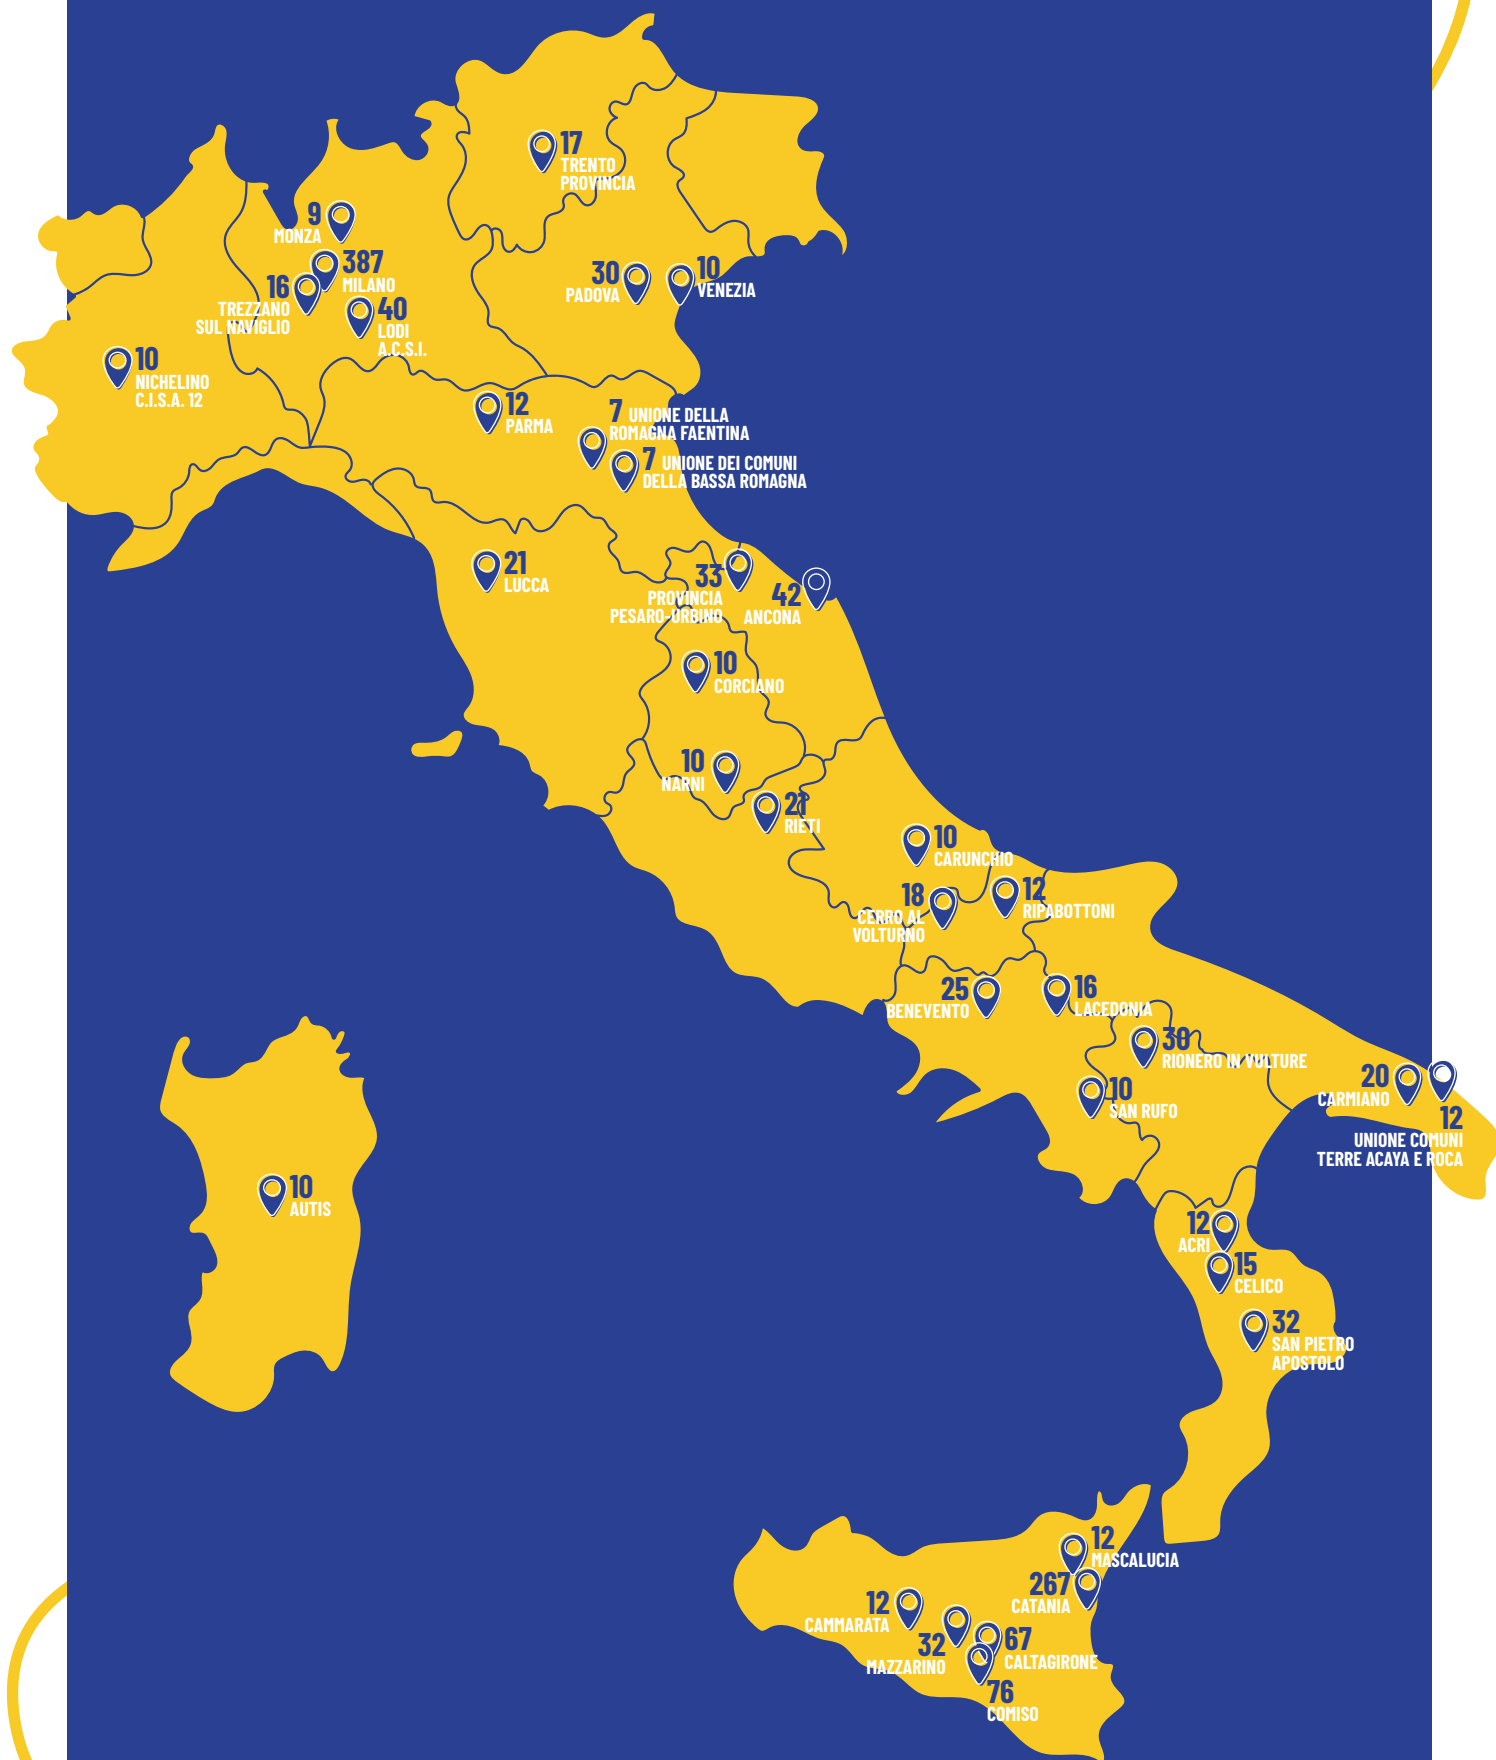 17
TRENTO
PROVINCIA
9
MONZA
387
MILANO
16
TREZZANO
SUL NAVIGLIO
40
LODI
A.C.S.I.
30
PADOVA
10
VENEZIA
10
NICHELINO
C.I.S.A. 12
12
PARMA
7 UNIONE DELLA
ROMAGNA FAENTINA
7 UNIONE DEI COMUNI
DELLA BASSA ROMAGNA
21
LUCCA
33
PROVINCIA
PESARO-URBINO
42
ANCONA
10
CORCIANO
10
NARNI
21
RIETI
10
CARUNCHIO
18
CERRO AL
VOLTURNO
12
RIPABOTTONI
25
BENEVENTO
16
LACEDONIA
30
RIONERO IN VULTURE
10
SAN RUFO
20
CARMIANO
12
UNIONE COMUNI
TERRE ACAYA E ROCA
10
AUTIS
12
ACRI
15
CELICO
32
SAN PIETRO
APOSTOLO
12
MASCALUCIA
267
CATANIA
12
CAMMARATA
32
MAZZARINO
67
CALTAGIRONE
76
COMISO